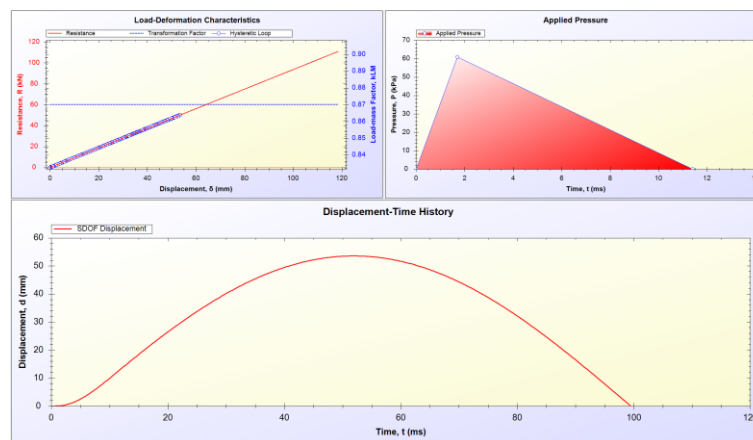 Load-Deformation Characteristics
Resistance Transformation Factor Hysteretic Loop
Resistance, R (kN)
120
100
80
60
40
20
0
0.90
0.89
0.88
0.87
0.86
0.85
0.84
Load-mass Factor, kLM
0 20 40 60 80 100 120
Displacement, δ (mm)
Applied Pressure
Applied Pressure
Pressure, P (kPa)
70
60
50
40
30
20
10
0
0 2 4 6 8 10 12 14
Time, t (ms)
Displacement-Time History
SDOF Displacement
Displacement, d (mm)
60
50
40
30
20
10
0
0 20 40 60 80 100 120
Time, t (ms)